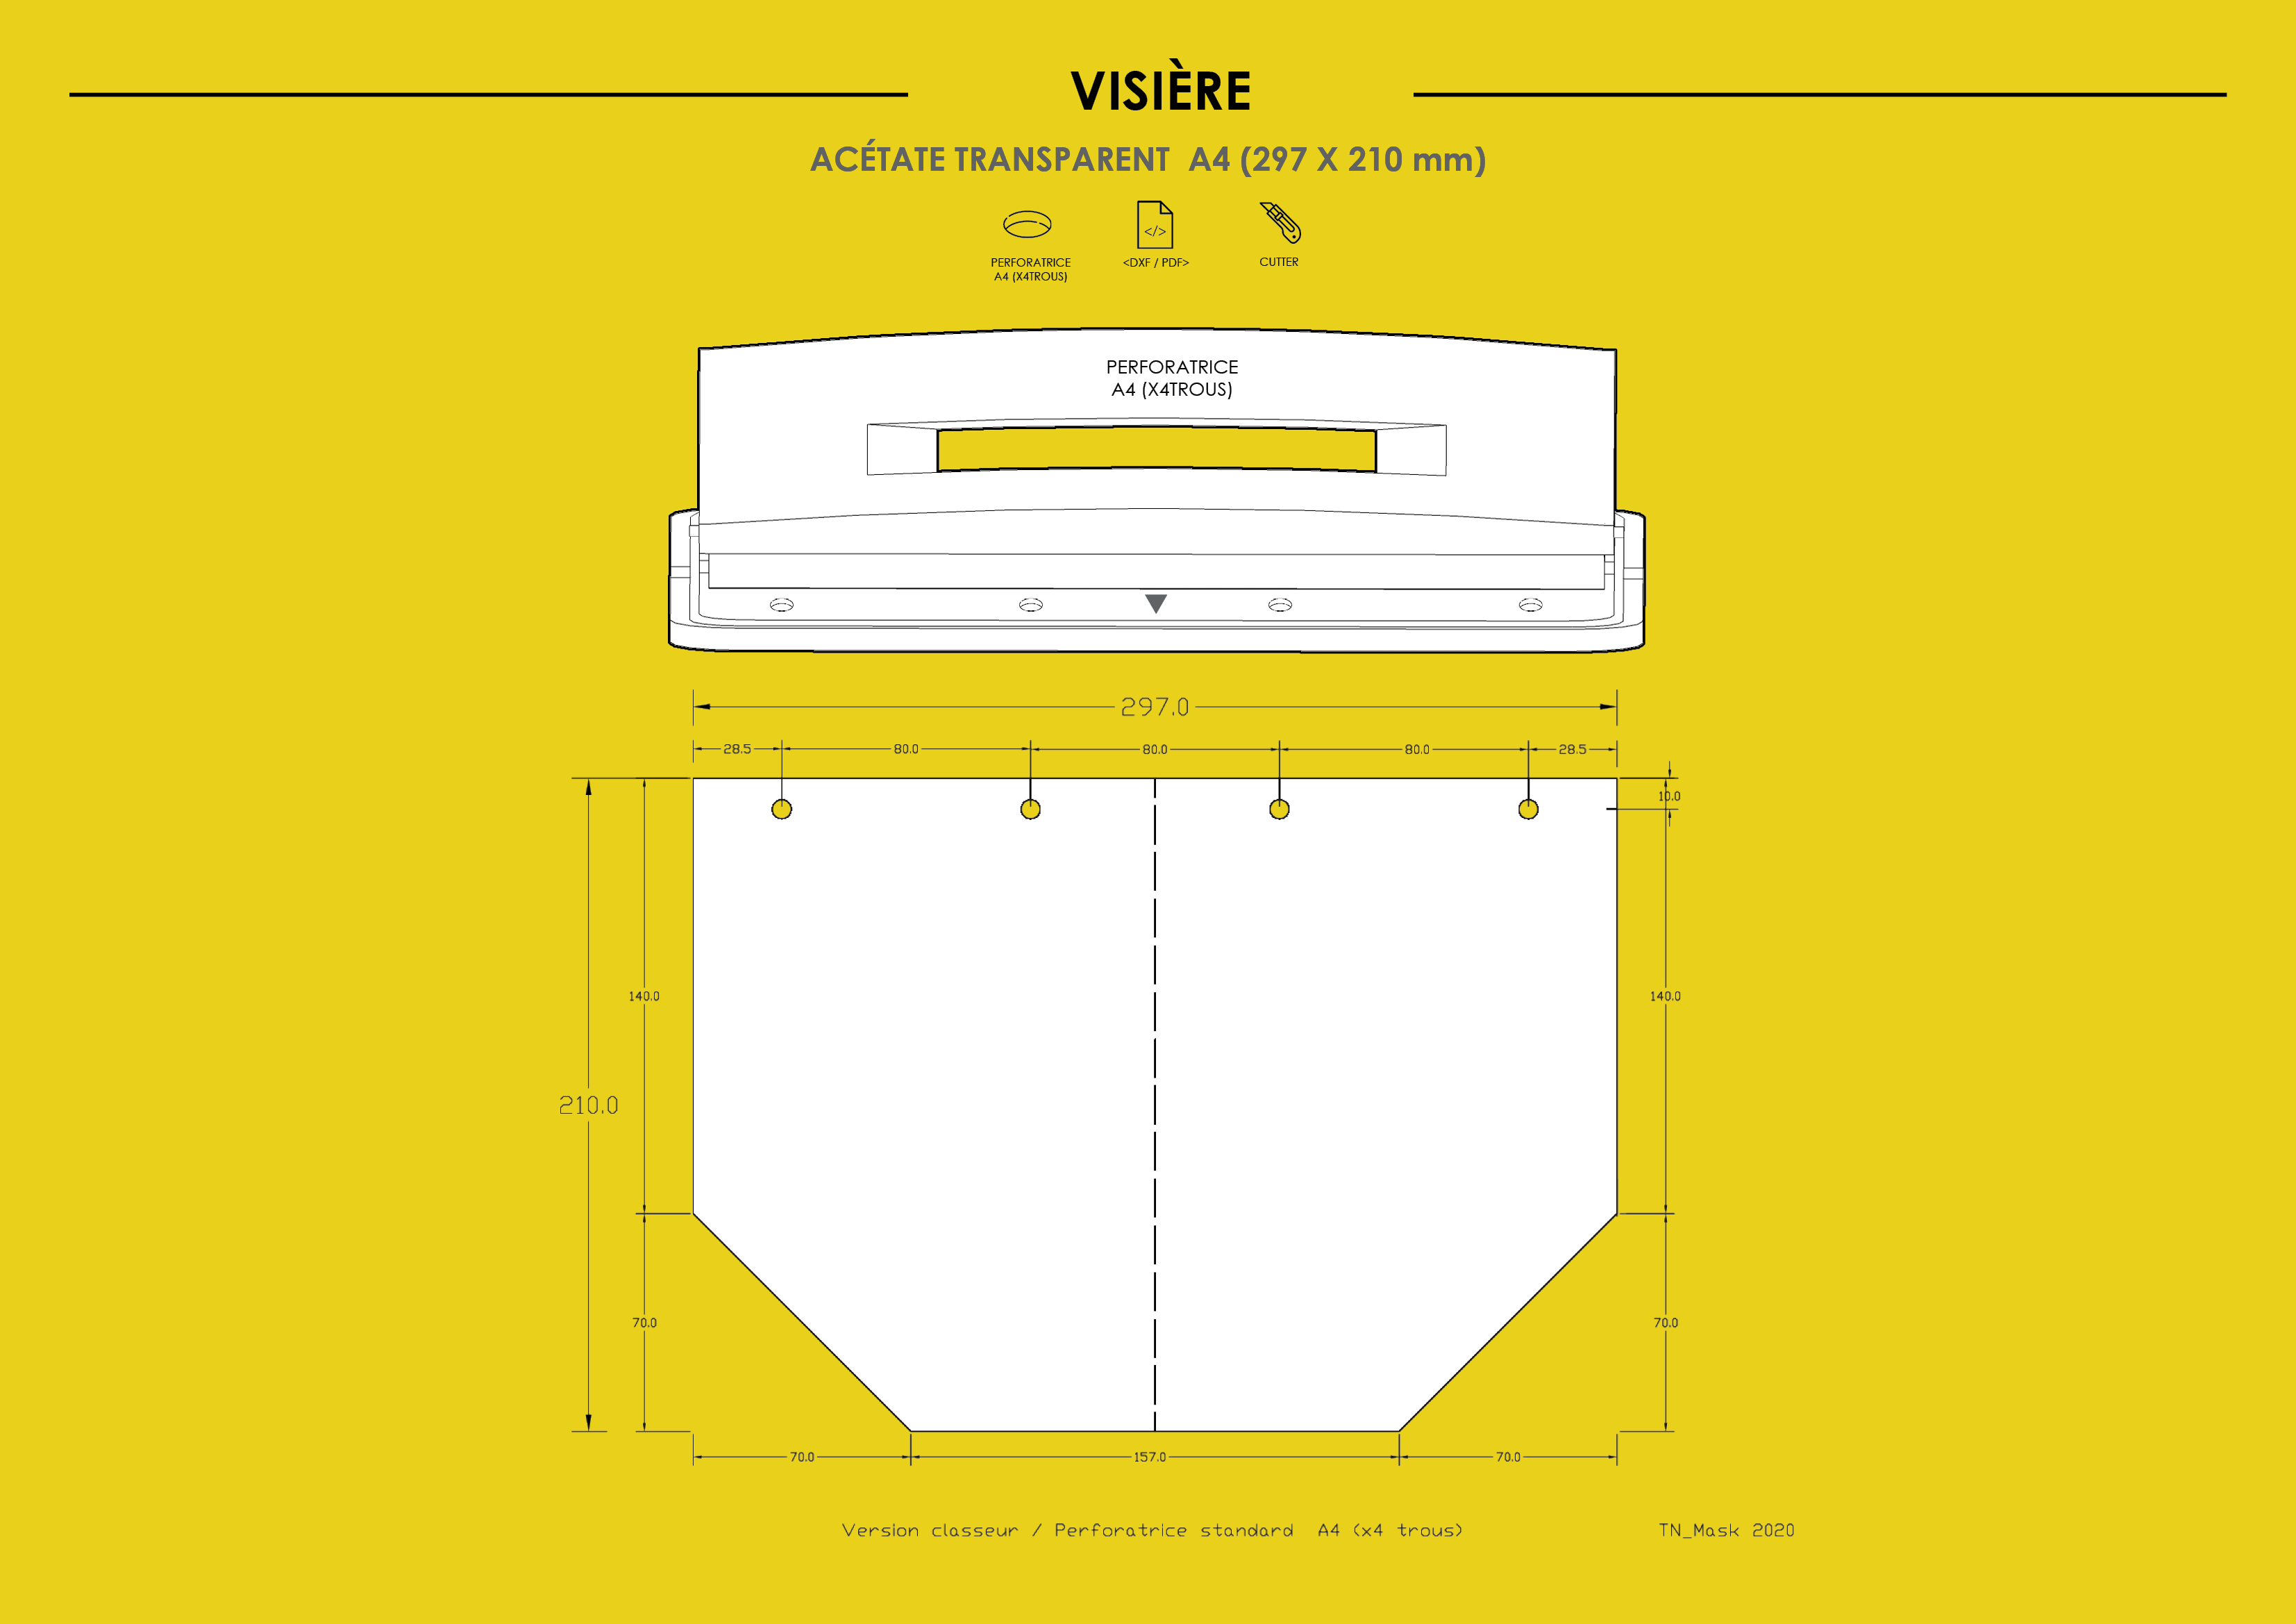 VISIÈRE
ACÉTATE TRANSPARENT A4 (297 X 210 mm)
PERFORATRICE
A4 (X4TROUS)
<DXF / PDF>
CUTTER
PERFORATRICE
A4 (X4TROUS)
297.0
28.5 80.0 80.0 80.0 28.5
10.0
140.0 140.0
210.0
70.0 70.0
70.0 157.0 70.0
Version classeur / Perforatrice standard A4 (x4 trous)
TN_Mask 2020